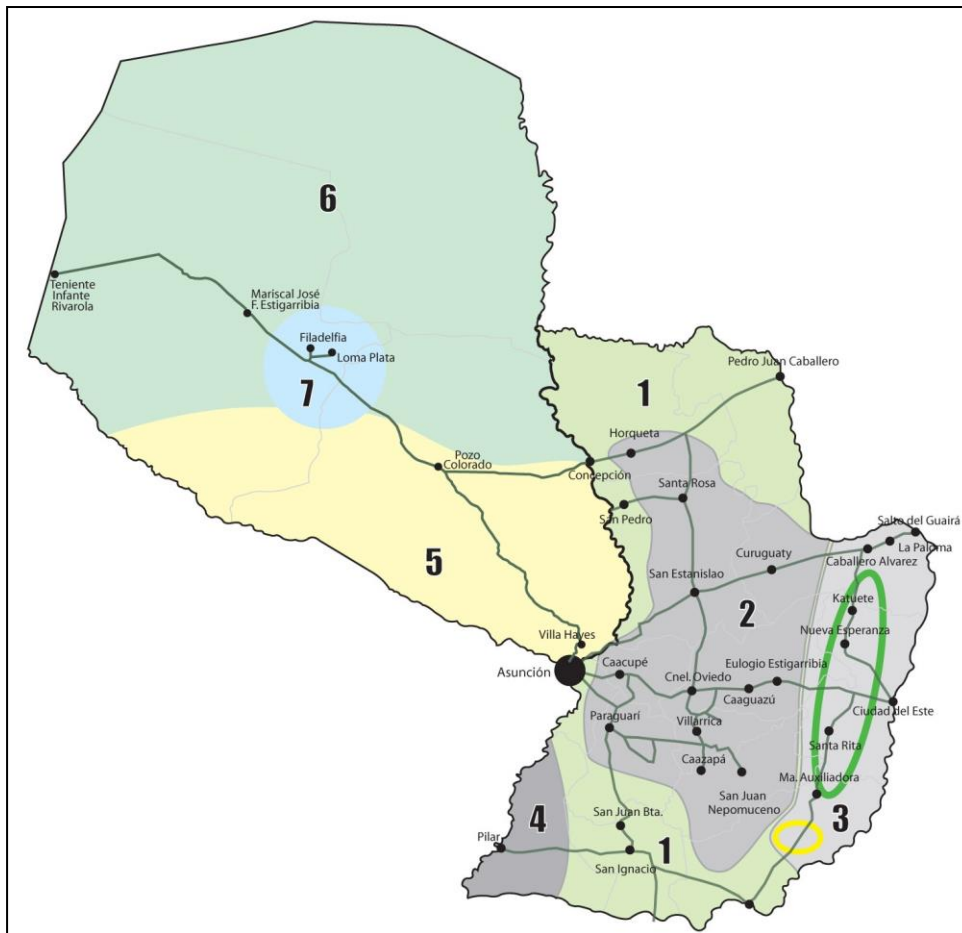 6
Teniente
Infante
Rivarola
Mariscal José
F. Estigarribia
Filadelfia
Loma Plata
7
1
Pedro Juan Caballero
Horqueta
Pozo
Colorado
Concepción
Santa Rosa
San Pedro
5
Salto del Guairá
La Paloma
Caballero Alvarez
Curuguaty
San Estanislao
Katuete
2
Nueva Esperanza
Villa Hayes
Asunción
Caacupé
Cnel. Oviedo
Eulogio Estigarribia
Caaguazú
Ciudad del Este
Paraguarí
Villarrica
Santa Rita
Caazapá
Ma. Auxiliadora
San Juan
Nepomuceno
4
San Juan Bta.
3
Pilar
1
San Ignacio